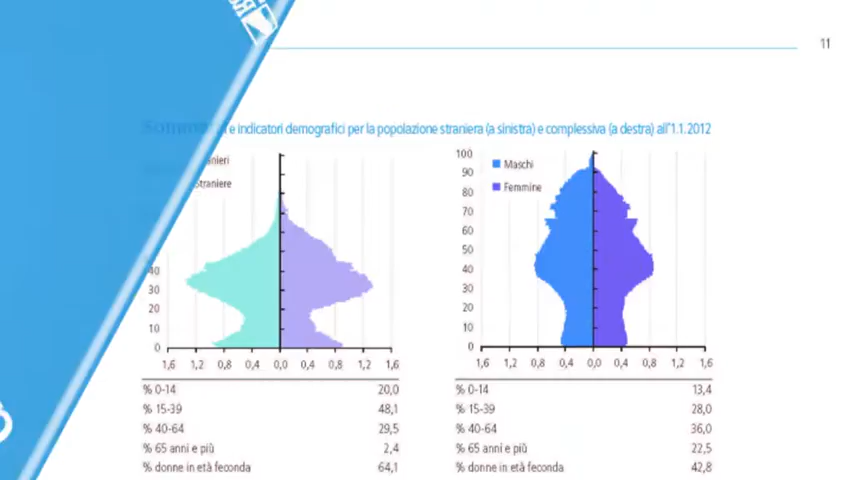 11
e indicatori demografici per la popolazione straniera (a sinistra) e complessiva (a destra) all'1.1.2012
Straniere
40
30
20
10
0
1,6 1,2 0,8 0,4 0,0 0,4 0,8 1,2 1,6
% 0-14 20,0
% 15-39 48,1
% 40-64 29,5
% 65 anni e più 2,4
% donne in età feconda 64,1
100
90
80
70
60
50
40
30
20
10
0
Maschi
Femmine
1,6 1,2 0,8 0,4 0,0 0,4 0,8 1,2 1,6
% 0-14 13,4
% 15-39 28,0
% 40-64 36,0
% 65 anni e più 22,5
% donne in età feconda 42,8